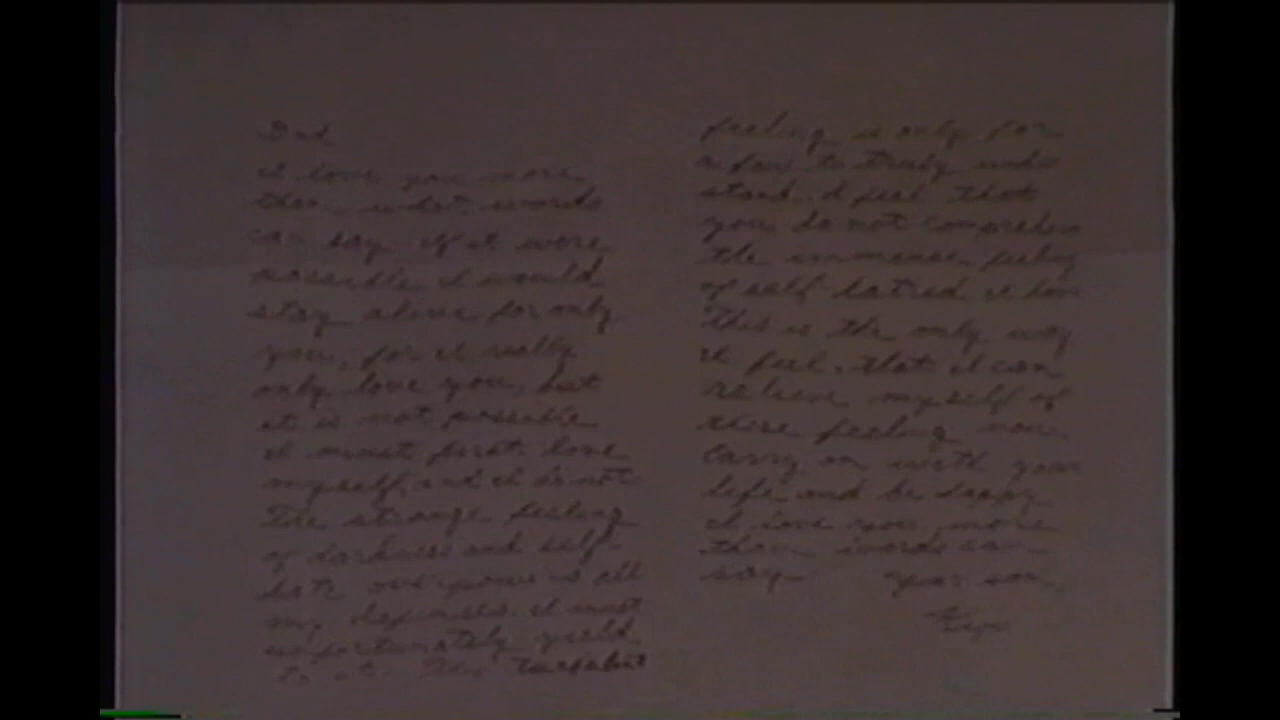 Dad,
I love you more
than what words
can say. If it were
possible, I would
stay alive for only
you, for I really
only love you, but
it is not possible
I must first love
myself, and I do not.
The strange feeling
of darkness and self-
hate overpowers all
my defenses. I must
unfortunately yield
to it. This turbulent
feeling is only for
a few to truly under
stand. I feel that
you do not comprehend
the immense feeling
of self hatred I have
This is the only way
I feel that I can
relieve myself of
these feeling now.
Carry on with your
life and be happy
I love you more
than words can
say. Your son,